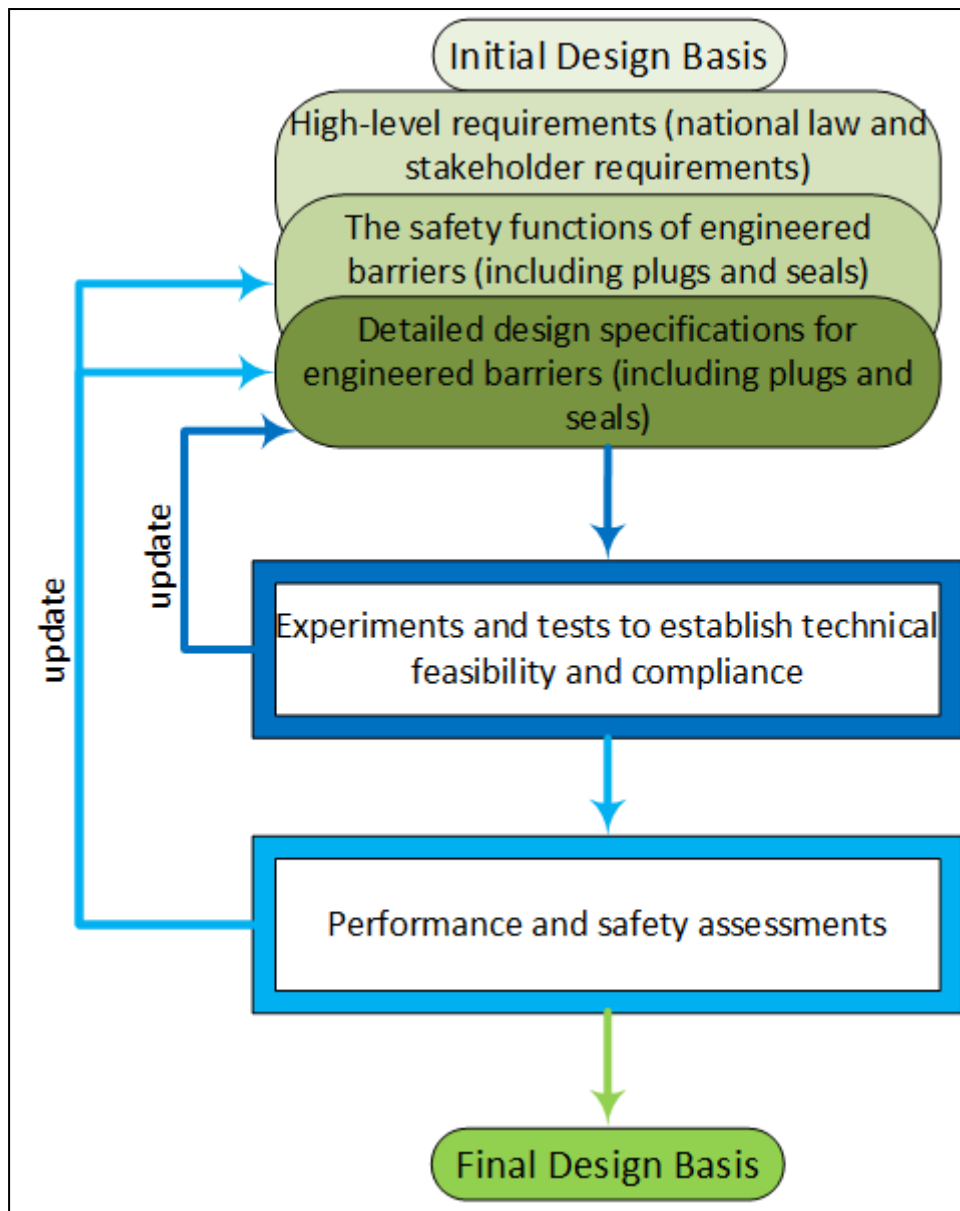 Initial Design Basis
High-level requirements (national law and
stakeholder requirements)
The safety functions of engineered
barriers (including plugs and seals)
Detailed design specifications for
engineered barriers (including plugs and
seals)
update
update
Experiments and tests to establish technical
feasibility and compliance
Performance and safety assessments
Final Design Basis